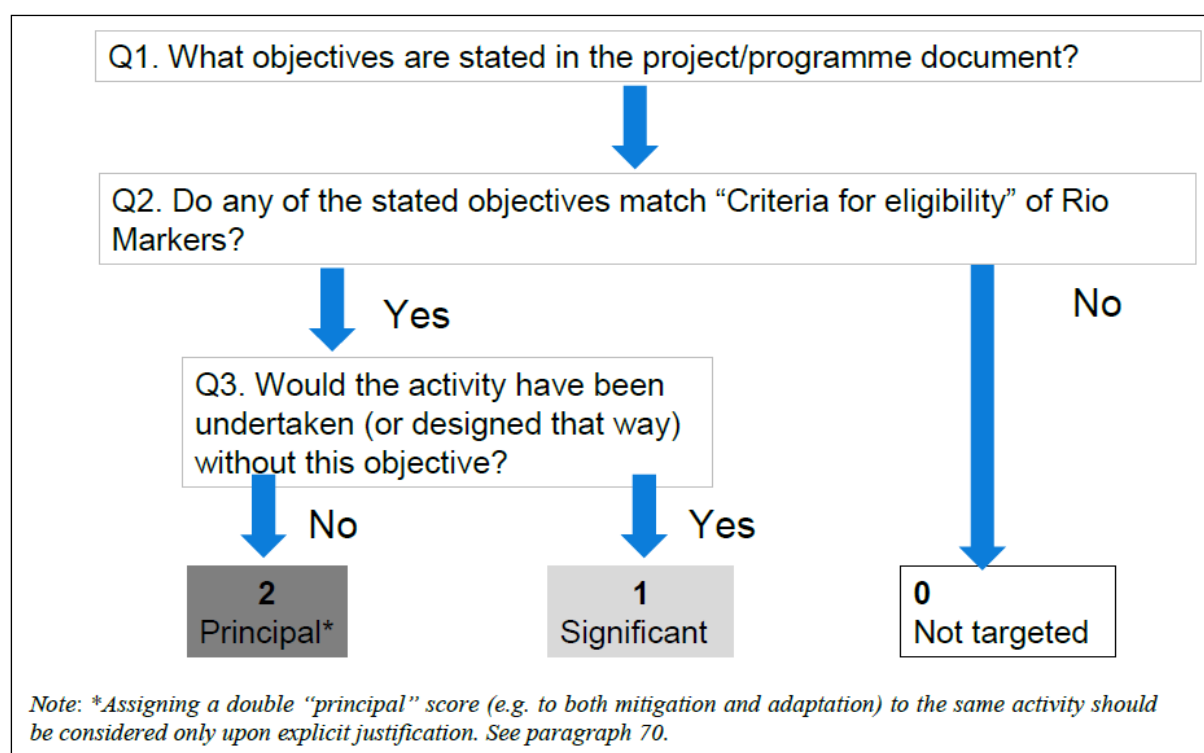 Q1. What objectives are stated in the project/programme document?
Q2. Do any of the stated objectives match “Criteria for eligibility” of Rio
Markers?
Yes
No
Q3. Would the activity have been
undertaken (or designed that way)
without this objective?
No
Yes
2
Principal*
1
Significant
0
Not targeted
Note: *Assigning a double “principal” score (e.g. to both mitigation and adaptation) to the same activity should
be considered only upon explicit justification. See paragraph 70.